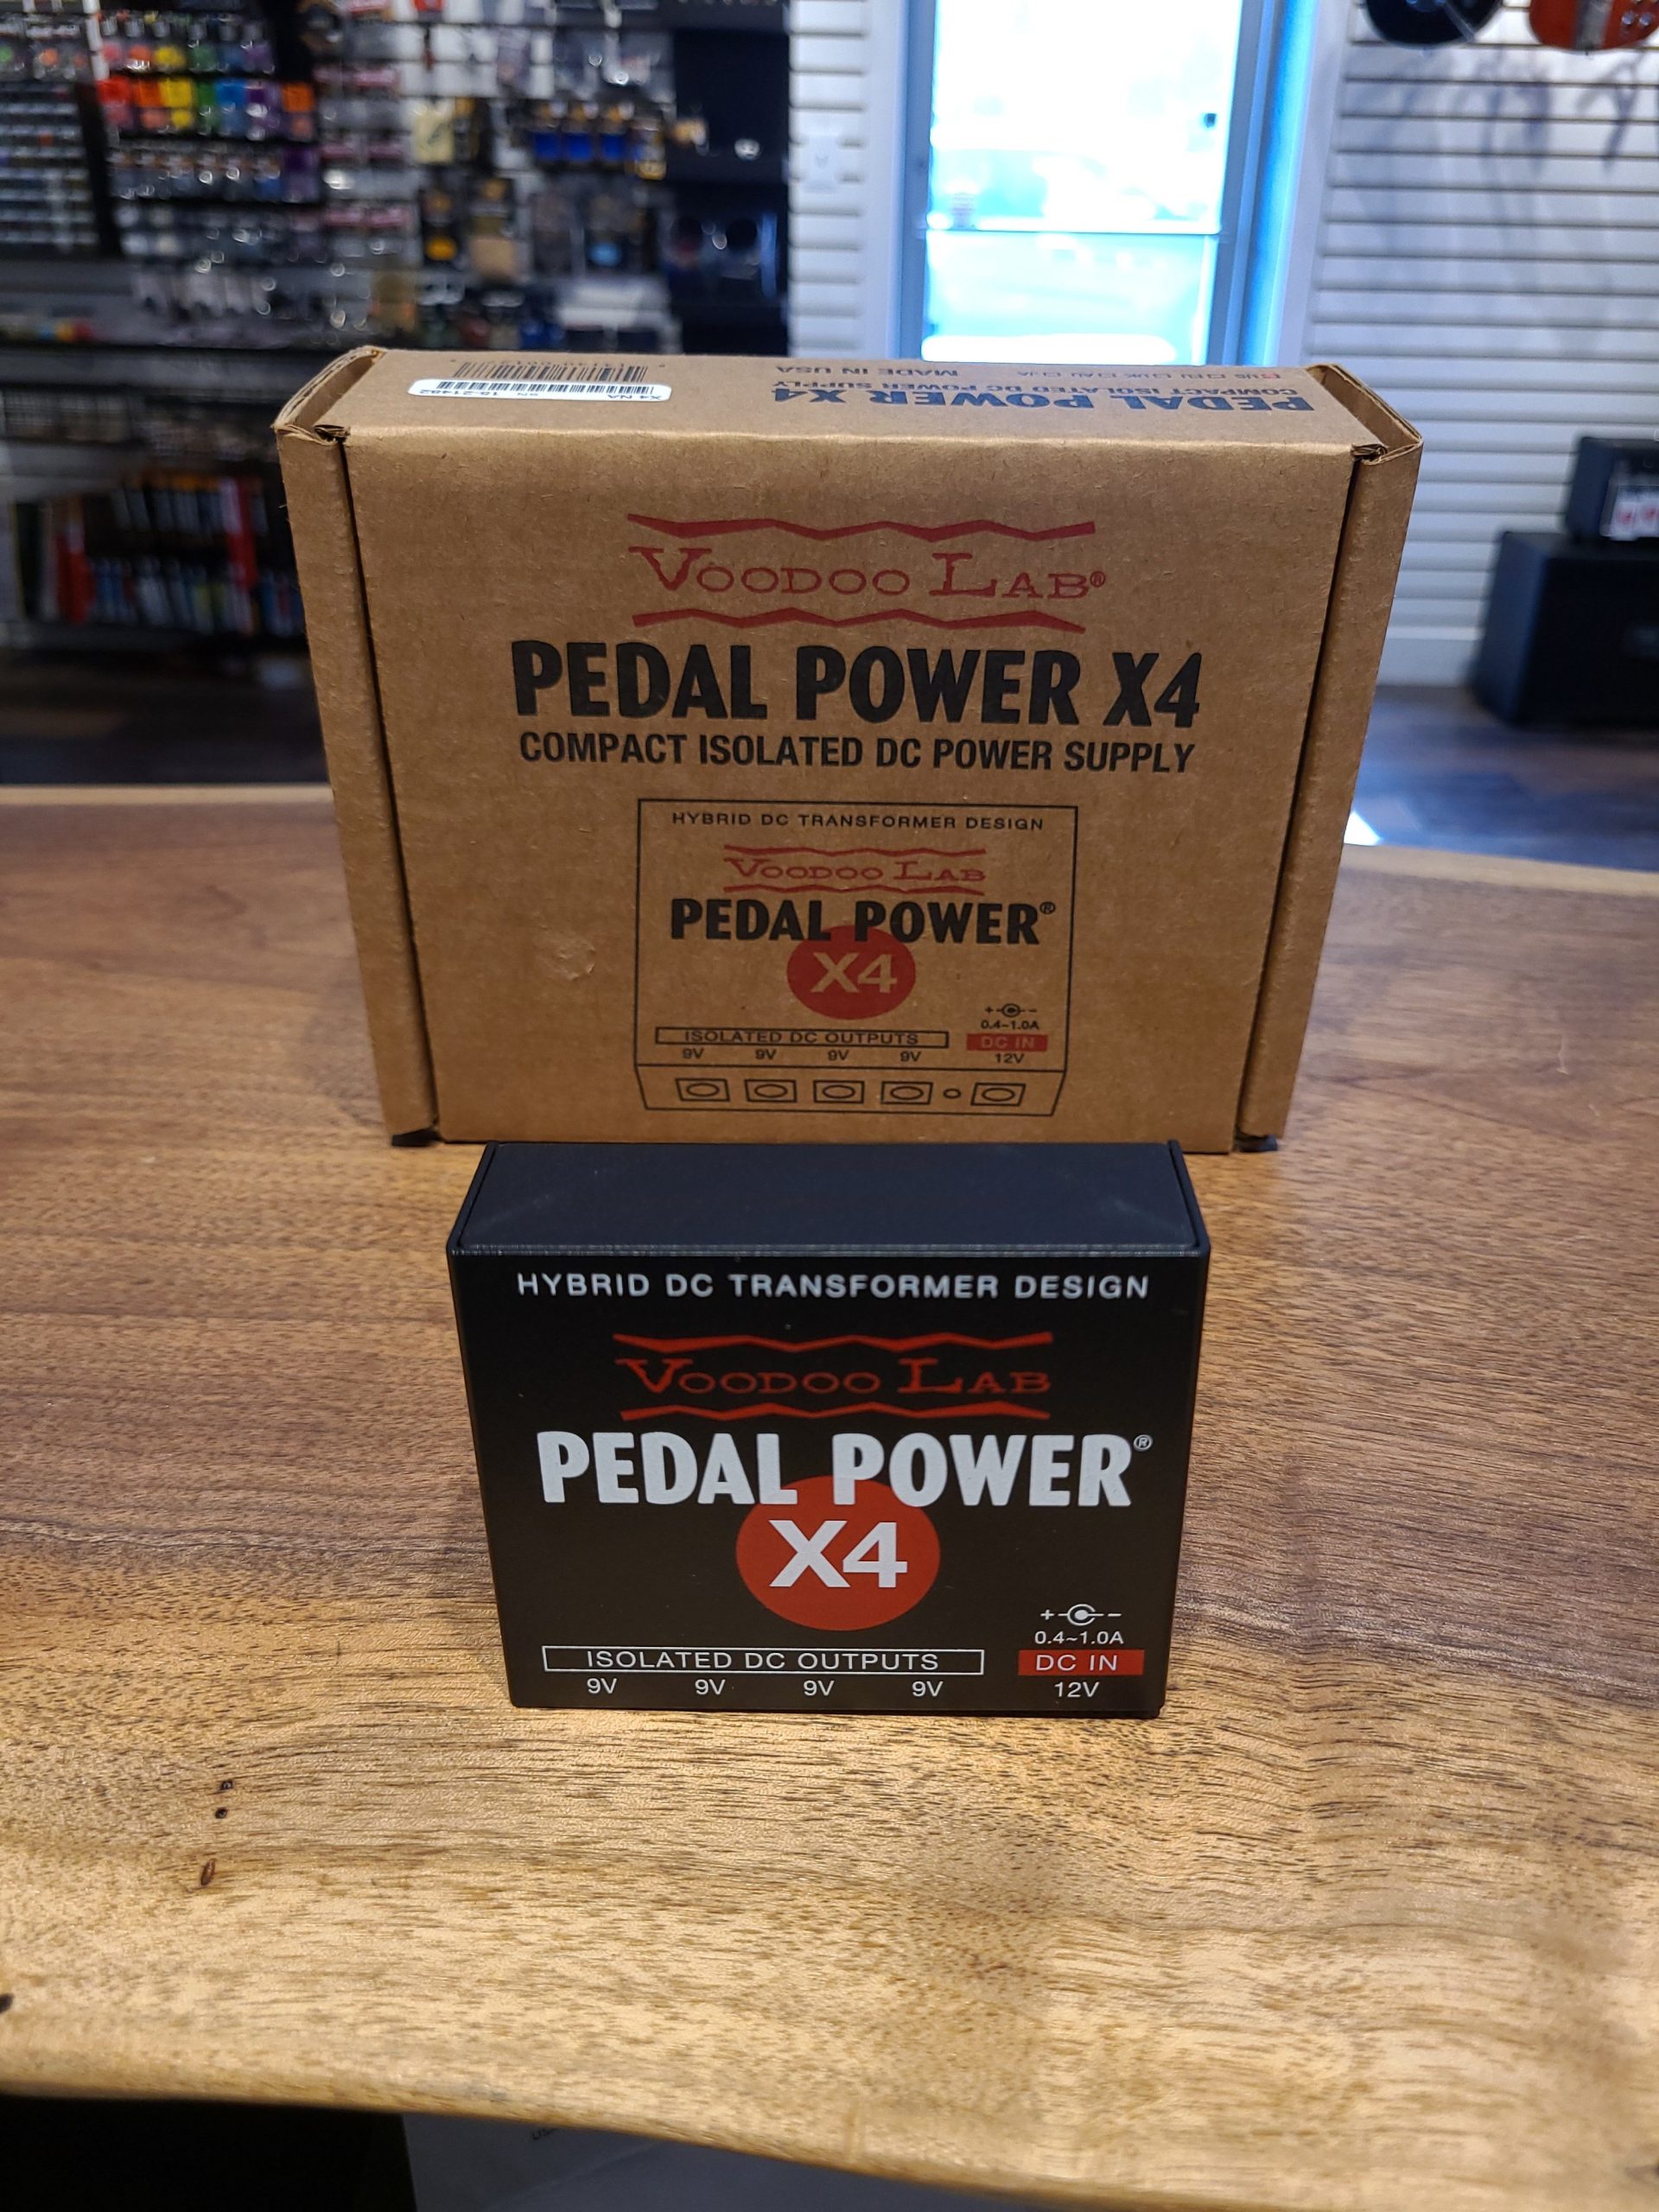 PEDAL POWER X4
COMPACT ISOLATED DC POWER SUPPLY
MADE IN USA
X4 NA
VOODOO LAB®
PEDAL POWER X4
COMPACT ISOLATED DC POWER SUPPLY
HYBRID DC TRANSFORMER DESIGN
VOODOO LAB
PEDAL POWER®
X4
+ -
0.4~1.0A
ISOLATED DC OUTPUTS DC IN
9V 9V 9V 9V 12V
HYBRID DC TRANSFORMER DESIGN
VOODOO LAB
PEDAL POWER®
X4
+ -
0.4~1.0A
ISOLATED DC OUTPUTS DC IN
9V 9V 9V 9V 12V